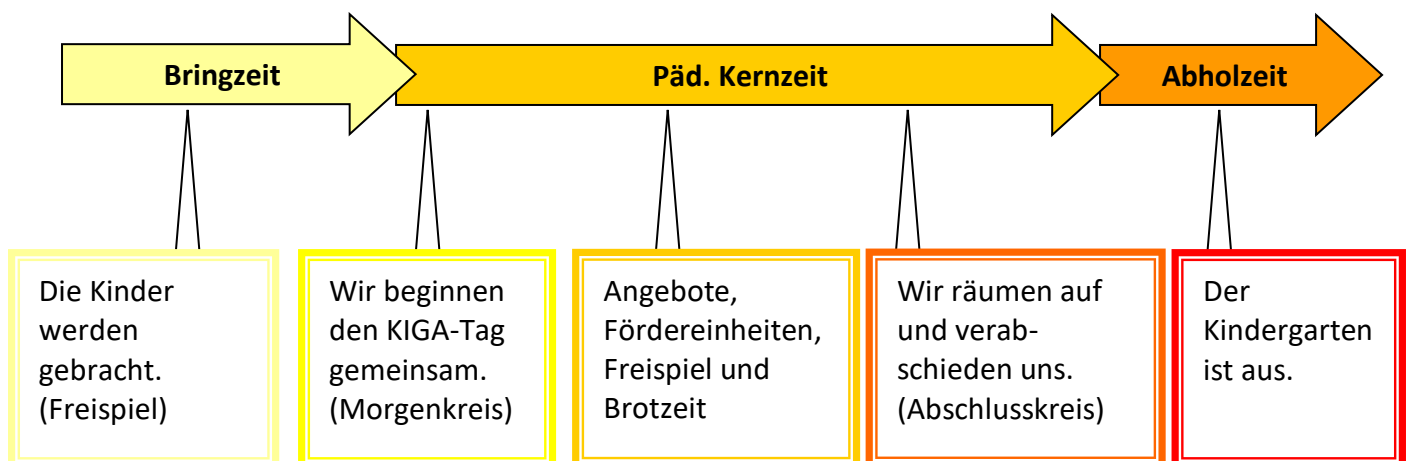 Bringzeit
Päd. Kernzeit
Abholzeit
Die Kinder
werden
gebracht.
(Freispiel)
Wir beginnen
den KIGA-Tag
gemeinsam.
(Morgenkreis)
Angebote,
Fördereinheiten,
Freispiel und
Brotzeit
Wir räumen auf
und verab-
schieden uns.
(Abschlusskreis)
Der
Kindergarten
ist aus.